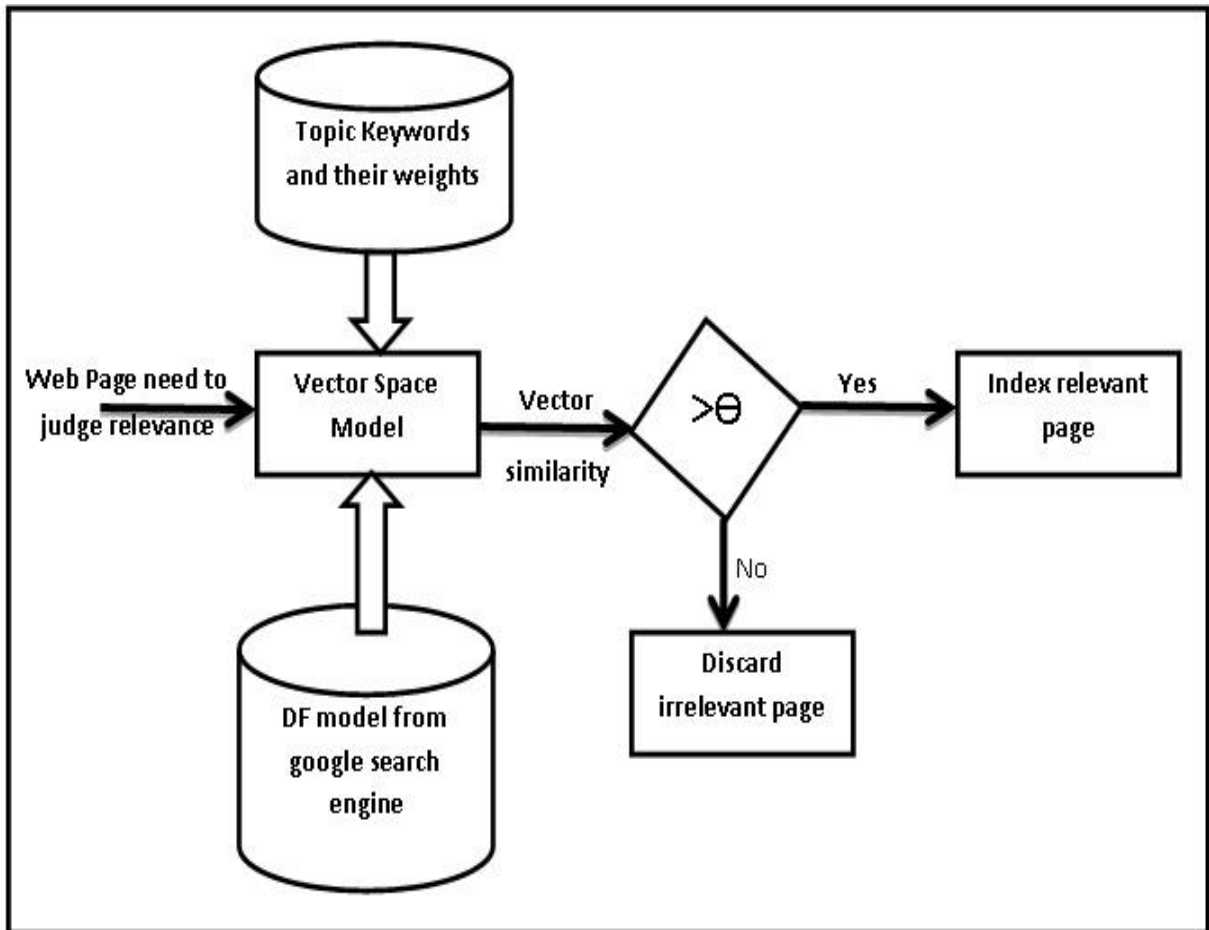 Topic Keywords
and their weights
Web Page need to
judge relevance
Vector Space
Model
Vector
similarity
>Θ
Yes
Index relevant
page
No
Discard
irrelevant page
DF model from
google search
engine